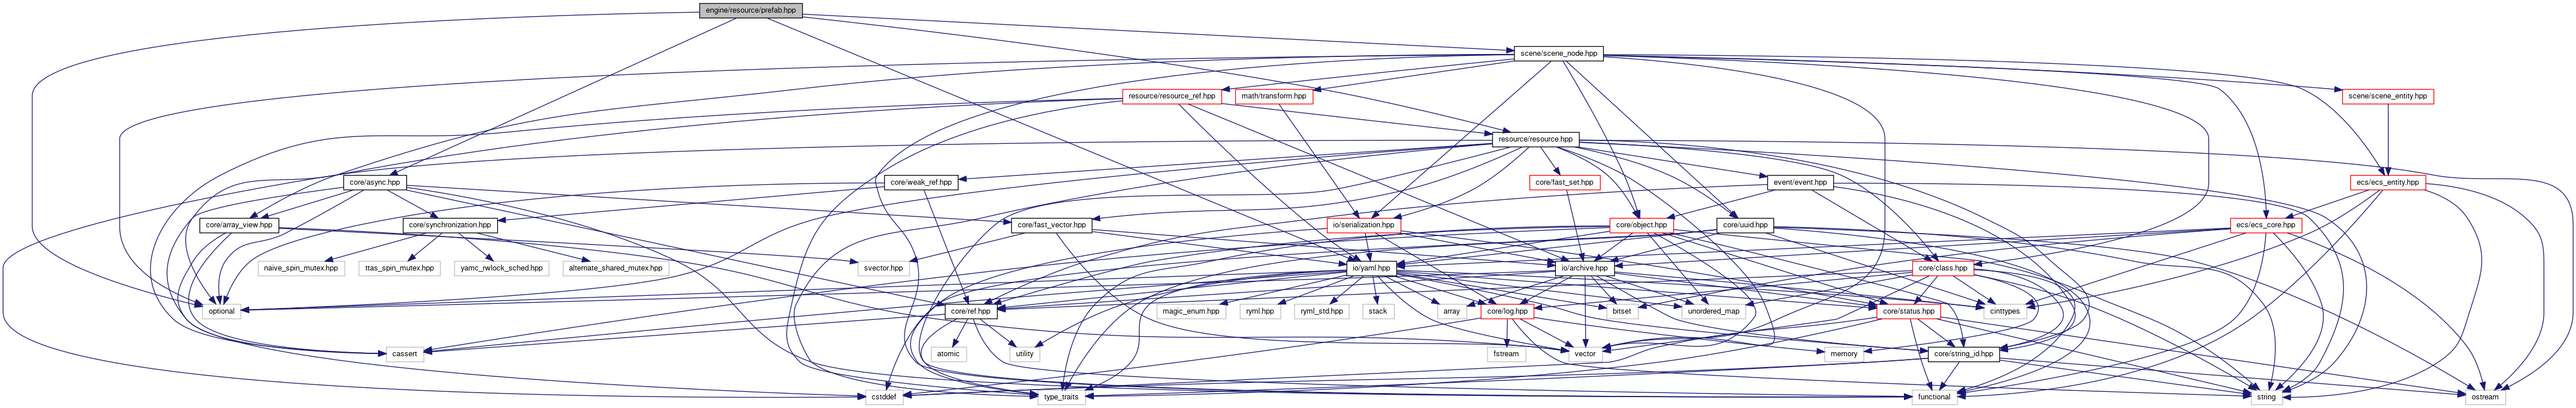 engine/resource/prefab.hpp
scene/scene_node.hpp
resource/resource_ref.hpp
math/transform.hpp
scene/scene_entity.hpp
resource/resource.hpp
core/async.hpp
core/weak_ref.hpp
core/fast_set.hpp
event/event.hpp
ecs/ecs_entity.hpp
core/array_view.hpp
core/synchronization.hpp
core/fast_vector.hpp
io/serialization.hpp
core/object.hpp
core/uuid.hpp
ecs/ecs_core.hpp
naive_spin_mutex.hpp
ttas_spin_mutex.hpp
yamc_rwlock_sched.hpp
alternate_shared_mutex.hpp
svector.hpp
io/yaml.hpp
io/archive.hpp
core/class.hpp
optional
core/ref.hpp
magic_enum.hpp
ryml.hpp
ryml_std.hpp
stack
array
core/log.hpp
bitset
unordered_map
core/status.hpp
cinttypes
cassert
atomic
utility
fstream
vector
memory
core/string_id.hpp
cstddef
type_traits
functional
string
ostream